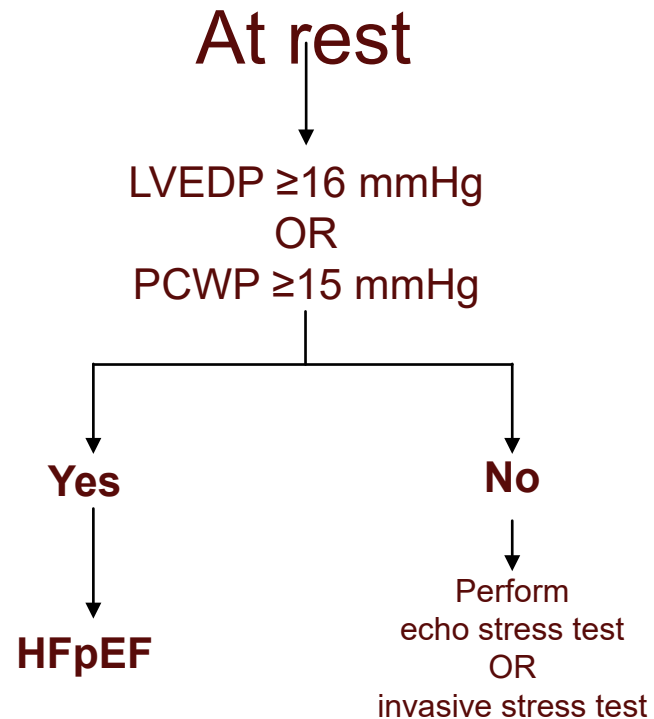 At rest
LVEDP ≥16 mmHg
OR
PCWP ≥15 mmHg
Yes
No
HFpEF
Perform
echo stress test
OR
invasive stress test